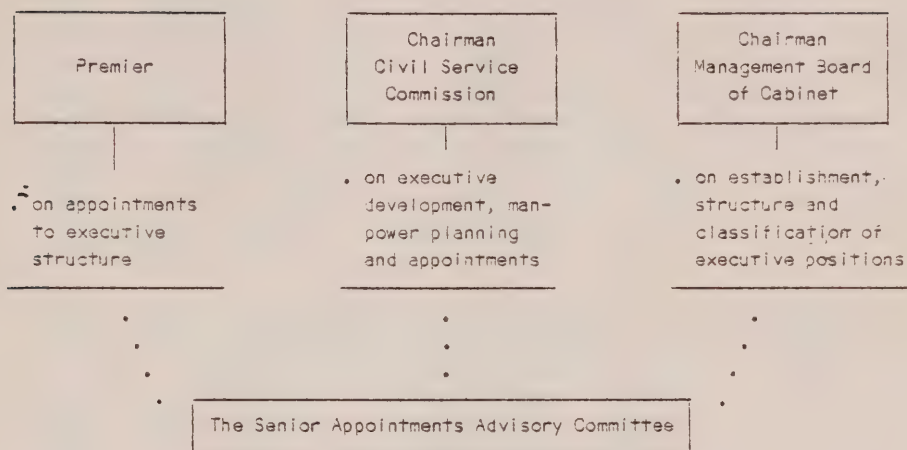 Premier
Chairman
Civil Service
Commission
Chairman
Management Board
of Cabinet
. on appointments
to executive
structure
. on executive
development, man-
power planning
and appointments
. on establishment,
structure and
classification of
executive positions
The Senior Appointments Advisory Committee